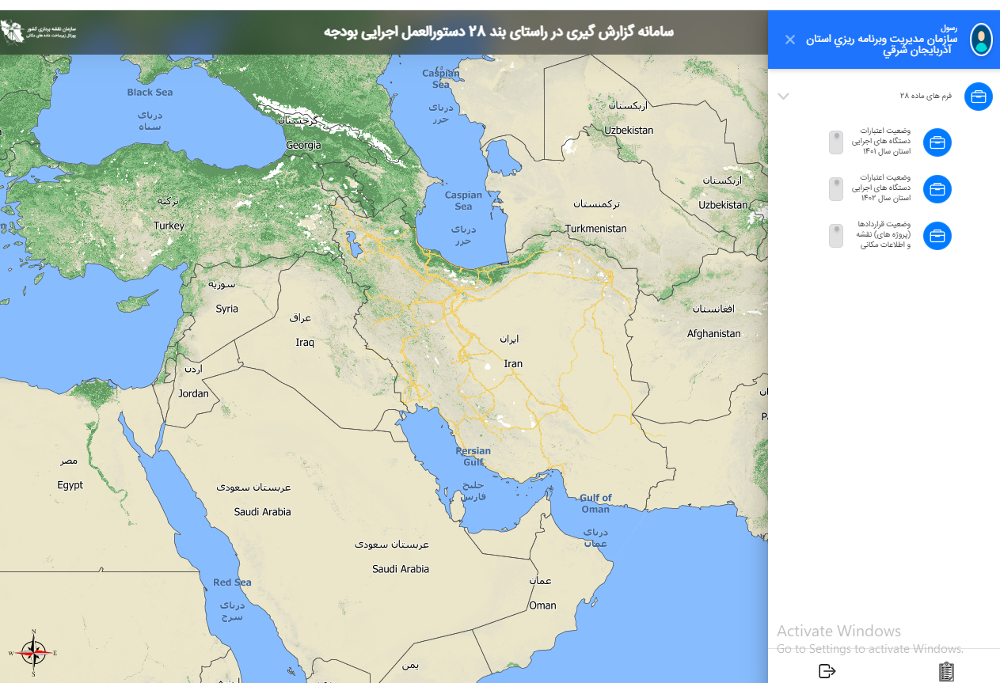 سامانه گزارش گیری در راستای بند ۲۸ دستورالعمل اجرایی بودجه
سازمان نقشه برداری کشور
پورتال زیرساخت داده های مکانی
رسول
سازمان مديريت وبرنامه ريزي استان
آذربايجان شرقي
فرم های ماده ۲۸
وضعیت اعتبارات
دستگاه های اجرایی
استان سال ۱۴۰۱
وضعیت اعتبارات
دستگاه های اجرایی
استان سال ۱۴۰۲
وضعیت قراردادها
(پروژه های) نقشه
و اطلاعات مکانی
Activate Windows
Go to Settings to activate Windows.
Caspian
Sea
دریای
خزر
Black Sea
دریای
سیاه
ازبکستان
Uzbekistan
گرجستان
Georgia
ازبکستان
Uzbekistan
Caspian
Sea
دریای
خزر
ترکیه
Turkey
ترکمنستان
Turkmenistan
سوریه
Syria
عراق
Iraq
افغانستان
Afghanistan
ایران
Iran
اردن
Jordan
مصر
Egypt
Persian
Gulf
خلیج
فارس
عربستان سعودی
Saudi Arabia
Gulf of
Oman
دریای
عمان
عربستان سعودی
Saudi Arabia
Red Sea
دریای
سرخ
عمان
Oman
یمن
N
W
E
S